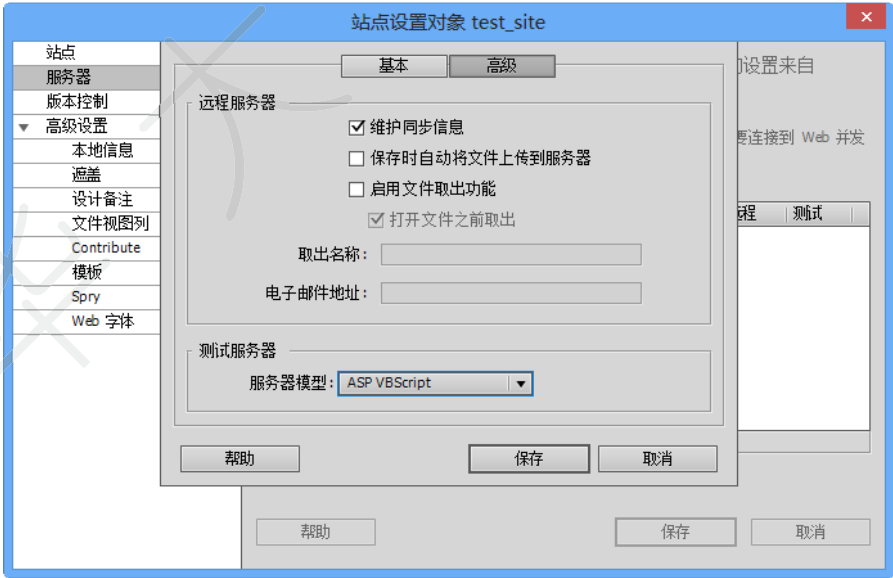 站点设置对象 test_site
站点
服务器
版本控制
高级设置
本地信息
遮盖
设计备注
文件视图列
Contribute
模板
Spry
Web 字体
基本
高级
远程服务器
维护同步信息
保存时自动将文件上传到服务器
启用文件取出功能
打开文件之前取出
取出名称:
电子邮件地址:
测试服务器
服务器模型: ASP VBScript
帮助
保存
取消
设置来自
要连接到 Web 并发
远程
测试
帮助
保存
取消